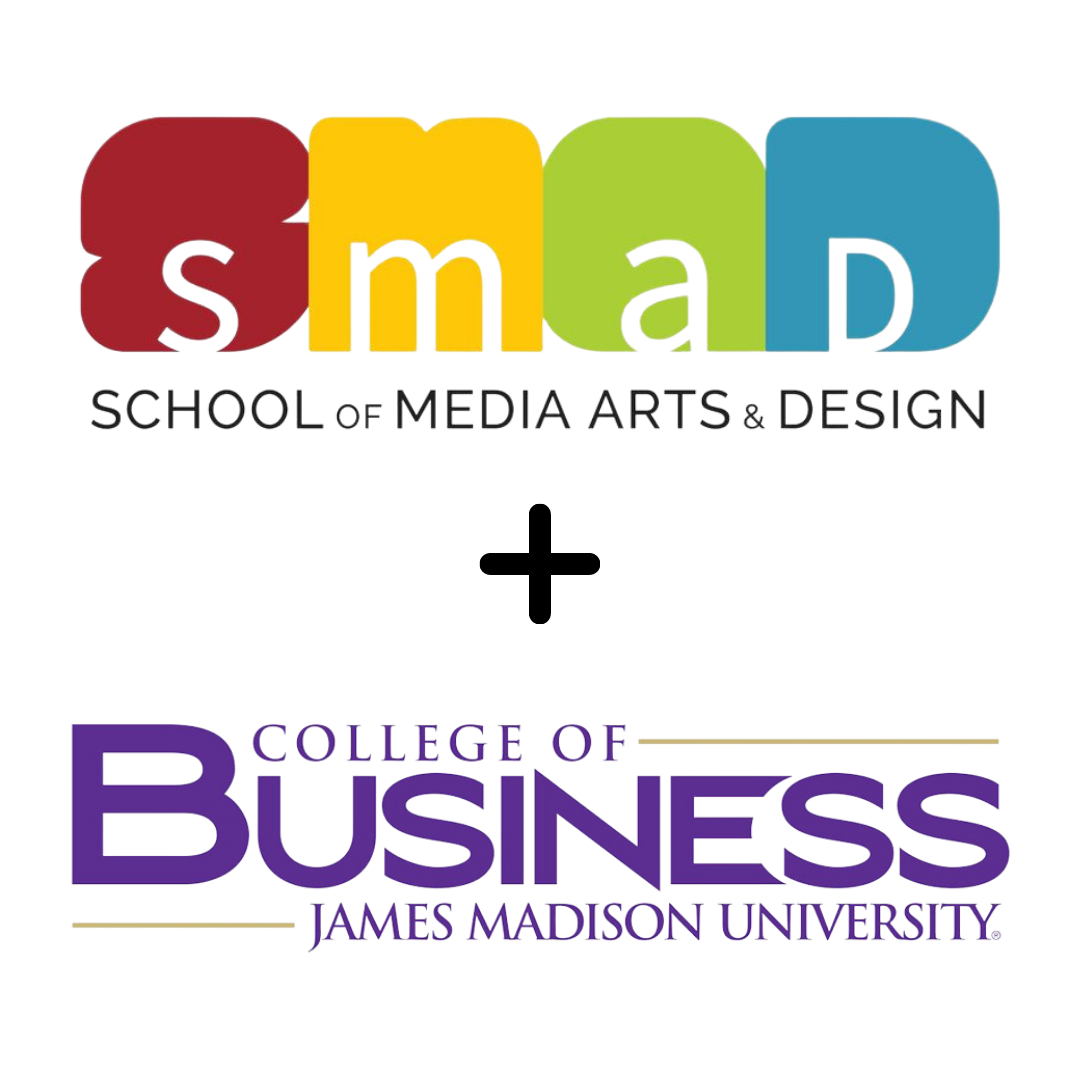 smaD
SCHOOL OF MEDIA ARTS & DESIGN
+
COLLEGE OF
BUSINESS
JAMES MADISON UNIVERSITY®